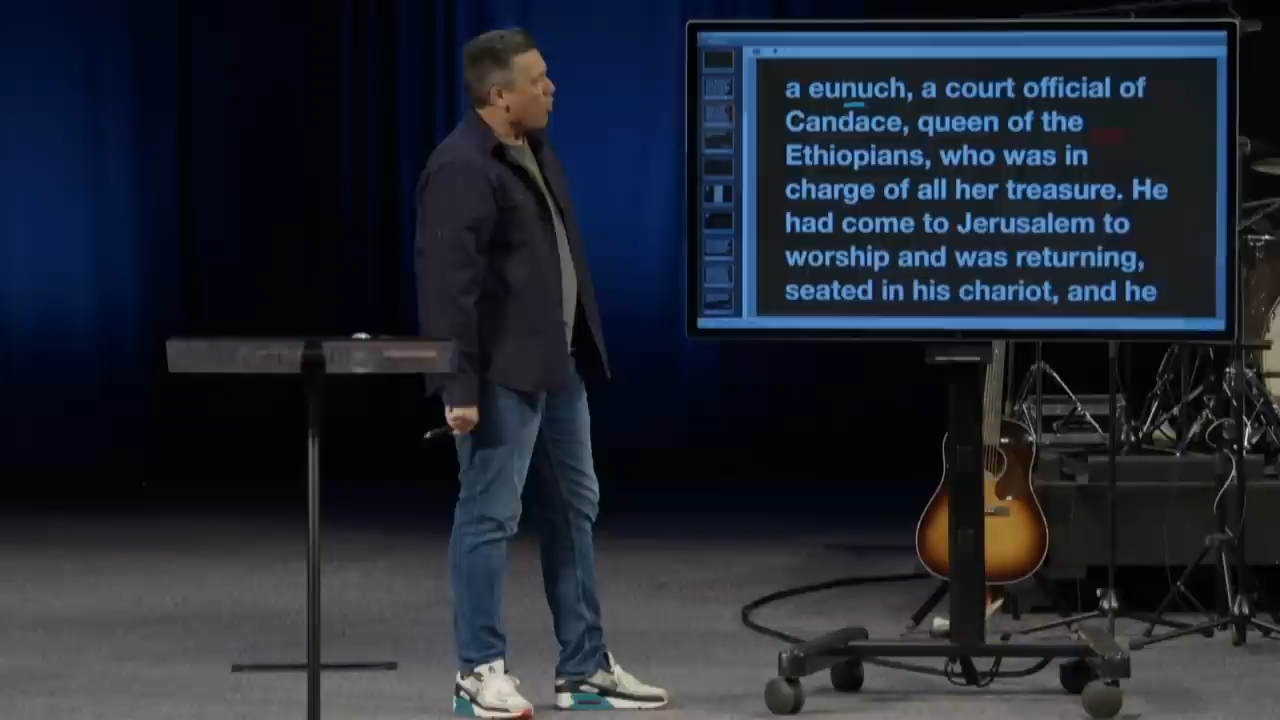 a eunuch, a court official of
Candace, queen of the
Ethiopians, who was in
charge of all her treasure. He
had come to Jerusalem to
worship and was returning,
seated in his chariot, and he